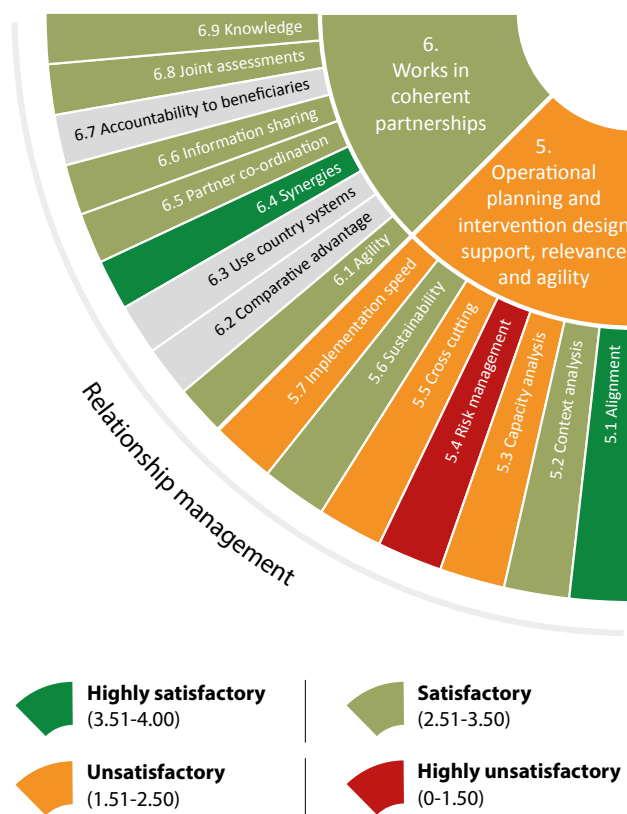 6.9 Knowledge
6.8 Joint assessments
6.7 Accountability to beneficiaries
6.6 Information sharing
6.5 Partner co-ordination
6.4 Synergies
6.3 Use country systems
6.2 Comparative advantage
6.1 Agility
6.
Works in
coherent
partnerships
5.
Operational
planning and
intervention design
support, relevance
and agility
5.7 Implementation speed
5.6 Sustainability
5.5 Cross cutting
5.4 Risk management
5.3 Capacity analysis
5.2 Context analysis
5.1 Alignment
Relationship management
Highly satisfactory
(3.51-4.00)
Satisfactory
(2.51-3.50)
Unsatisfactory
(1.51-2.50)
Highly unsatisfactory
(0-1.50)